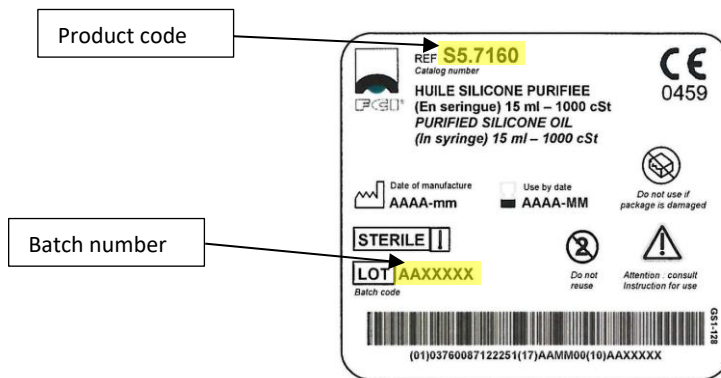 Product code
REF S5.7160
Catalog number
HUILE SILICONE PURIFIEE
(En seringue) 15 ml – 1000 cSt
PURIFIED SILICONE OIL
(In syringe) 15 ml – 1000 cSt
FCI®
CE
0459
Date of manufacture
AAAA-mm
Use by date
AAAA-MM
Do not use if
package is damaged
Batch number
STERILE
LOT AAXXXXX
Batch code
2
Do not
reuse
Attention : consult
Instruction for use
GS1-128
(01)03760087122251(17)AAMM00(10)AAXXXXX